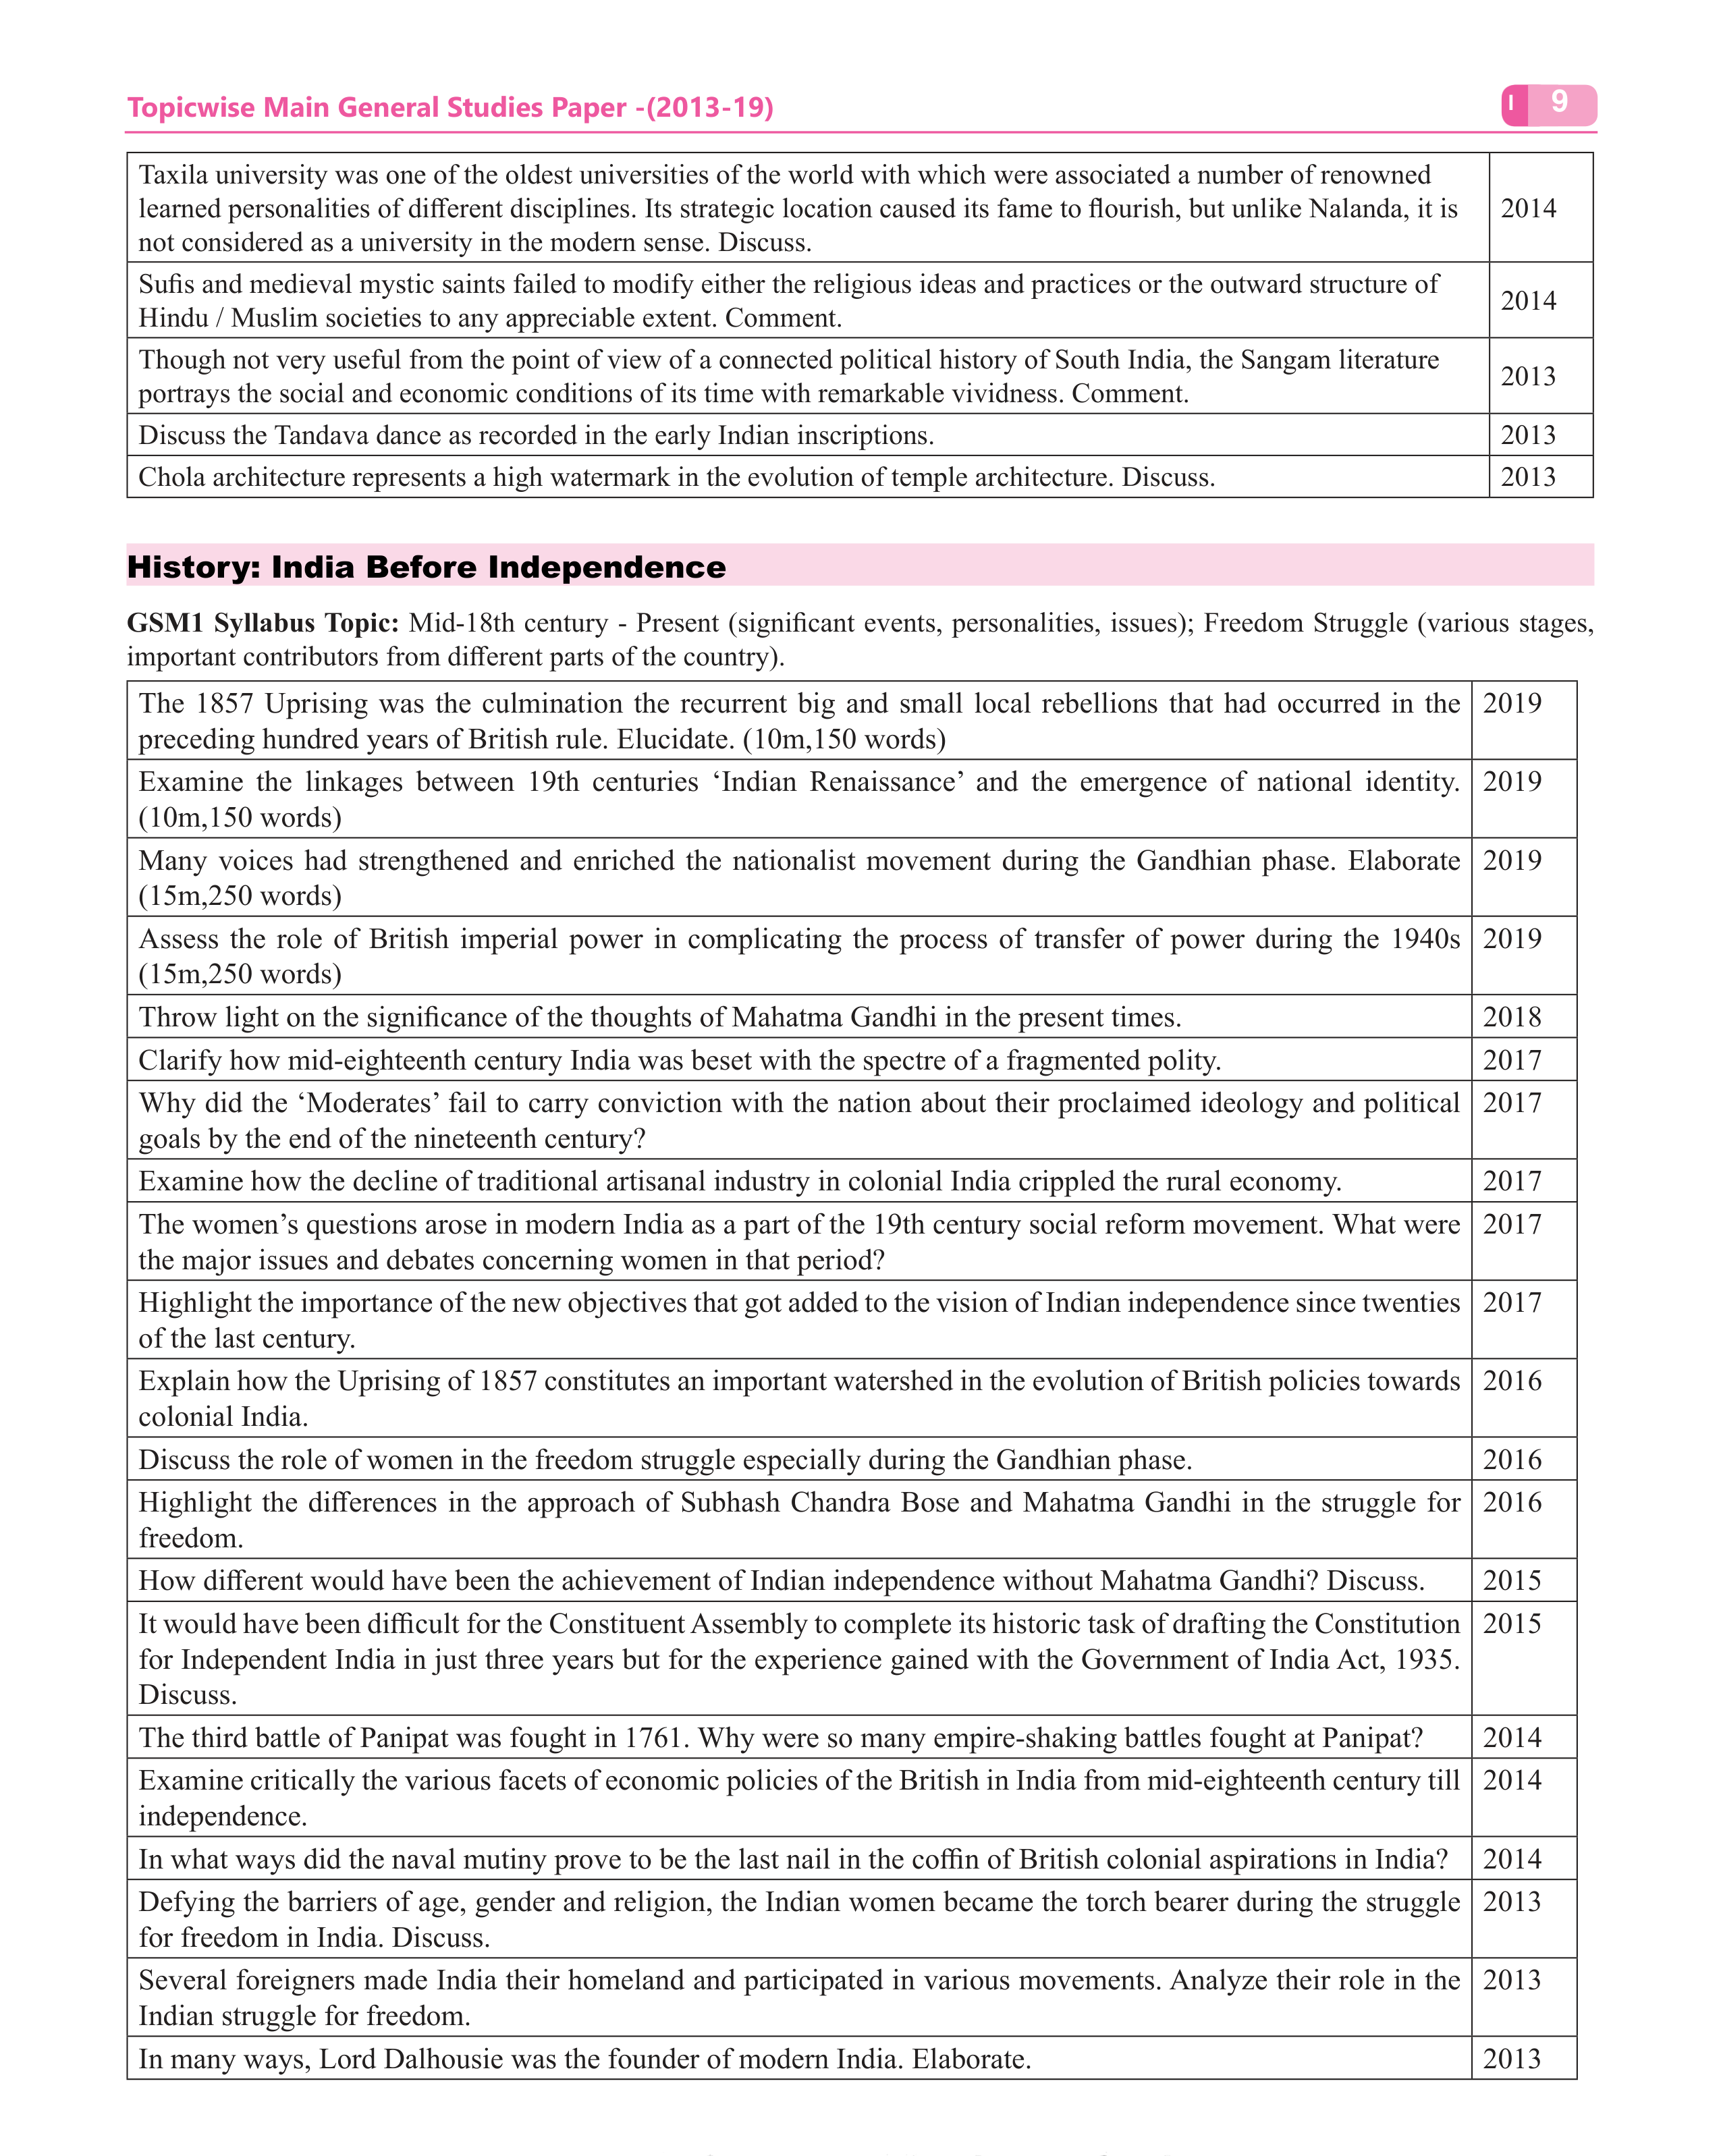 Topicwise Main General Studies Paper -(2013-19)
I 9
Taxila university was one of the oldest universities of the world with which were associated a number of renowned
learned personalities of different disciplines. Its strategic location caused its fame to flourish, but unlike Nalanda, it is
not considered as a university in the modern sense. Discuss.
2014
Sufis and medieval mystic saints failed to modify either the religious ideas and practices or the outward structure of
Hindu / Muslim societies to any appreciable extent. Comment.
2014
Though not very useful from the point of view of a connected political history of South India, the Sangam literature
portrays the social and economic conditions of its time with remarkable vividness. Comment.
2013
Discuss the Tandava dance as recorded in the early Indian inscriptions. 2013
Chola architecture represents a high watermark in the evolution of temple architecture. Discuss. 2013
History: India Before Independence
GSM1 Syllabus Topic: Mid-18th century - Present (significant events, personalities, issues); Freedom Struggle (various stages,
important contributors from different parts of the country).
The 1857 Uprising was the culmination the recurrent big and small local rebellions that had occurred in the 2019
preceding hundred years of British rule. Elucidate. (10m,150 words)
Examine the linkages between 19th centuries ‘Indian Renaissance’ and the emergence of national identity. 2019
(10m,150 words)
Many voices had strengthened and enriched the nationalist movement during the Gandhian phase. Elaborate 2019
(15m,250 words)
Assess the role of British imperial power in complicating the process of transfer of power during the 1940s 2019
(15m,250 words)
Throw light on the significance of the thoughts of Mahatma Gandhi in the present times. 2018
Clarify how mid-eighteenth century India was beset with the spectre of a fragmented polity. 2017
Why did the ‘Moderates’ fail to carry conviction with the nation about their proclaimed ideology and political 2017
goals by the end of the nineteenth century?
Examine how the decline of traditional artisanal industry in colonial India crippled the rural economy. 2017
The women’s questions arose in modern India as a part of the 19th century social reform movement. What were 2017
the major issues and debates concerning women in that period?
Highlight the importance of the new objectives that got added to the vision of Indian independence since twenties 2017
of the last century.
Explain how the Uprising of 1857 constitutes an important watershed in the evolution of British policies towards 2016
colonial India.
Discuss the role of women in the freedom struggle especially during the Gandhian phase. 2016
Highlight the differences in the approach of Subhash Chandra Bose and Mahatma Gandhi in the struggle for 2016
freedom.
How different would have been the achievement of Indian independence without Mahatma Gandhi? Discuss. 2015
It would have been difficult for the Constituent Assembly to complete its historic task of drafting the Constitution 2015
for Independent India in just three years but for the experience gained with the Government of India Act, 1935.
Discuss.
The third battle of Panipat was fought in 1761. Why were so many empire-shaking battles fought at Panipat? 2014
Examine critically the various facets of economic policies of the British in India from mid-eighteenth century till 2014
independence.
In what ways did the naval mutiny prove to be the last nail in the coffin of British colonial aspirations in India? 2014
Defying the barriers of age, gender and religion, the Indian women became the torch bearer during the struggle 2013
for freedom in India. Discuss.
Several foreigners made India their homeland and participated in various movements. Analyze their role in the 2013
Indian struggle for freedom.
In many ways, Lord Dalhousie was the founder of modern India. Elaborate. 2013